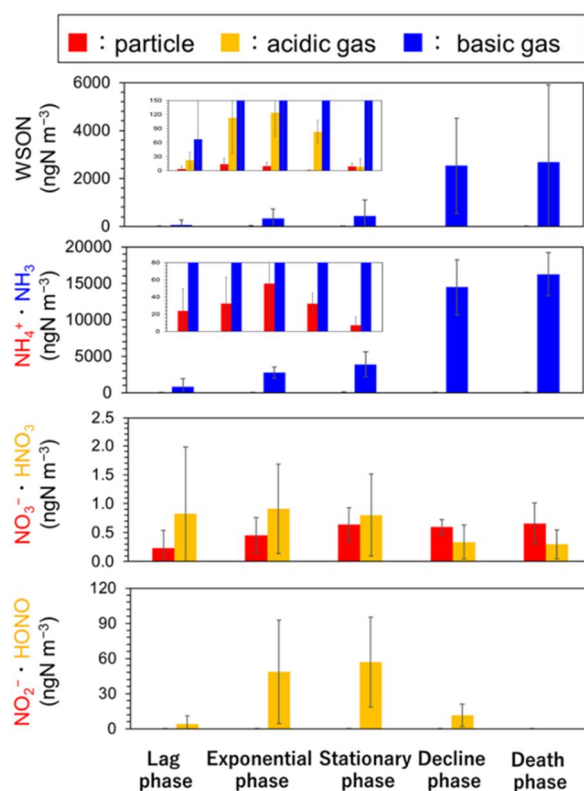 : particle : acidic gas : basic gas
WSON
(ngN m⁻³)
6000
4000
2000
0
150
120
90
60
30
0
NH₄⁺・NH₃
(ngN m⁻³)
20000
15000
10000
5000
0
80
60
40
20
0
NO₃⁻・HNO₃
(ngN m⁻³)
2.5
2.0
1.5
1.0
0.5
0.0
NO₂⁻・HONO
(ngN m⁻³)
120
90
60
30
0
Lag Exponential Stationary Decline Death
phase phase phase phase phase